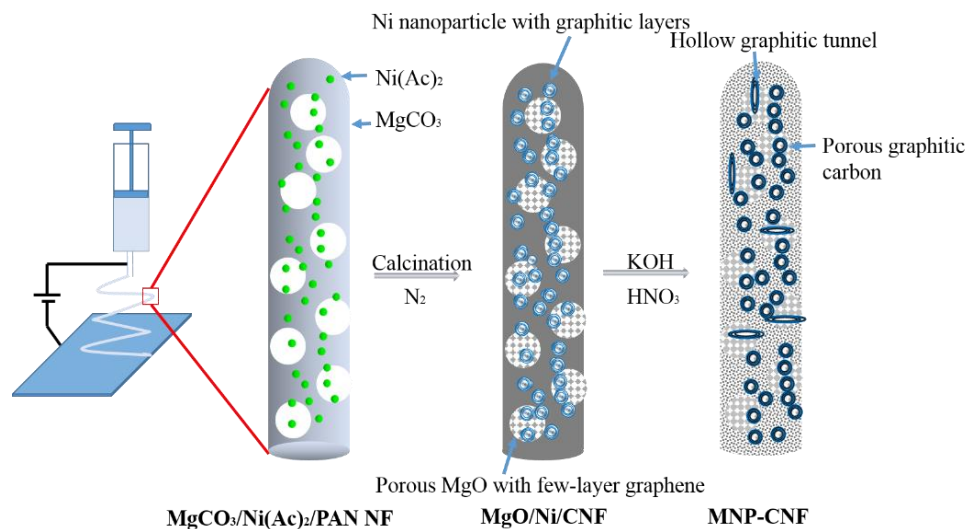 Ni nanoparticle with graphitic layers
Hollow graphitic tunnel
Ni(Ac)₂
MgCO₃
Porous graphitic
carbon
Calcination
N₂
KOH
HNO₃
Porous MgO with few-layer graphene
MgCO₃/Ni(Ac)₂/PAN NF
MgO/Ni/CNF
MNP-CNF